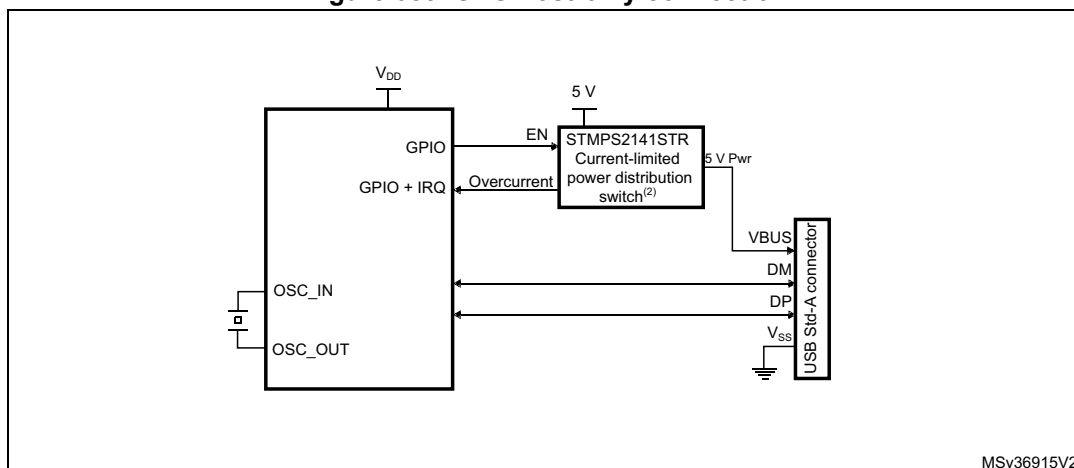 V_DD
5 V
GPIO
EN
STMPS2141STR
Current-limited
power distribution
switch(2)
5 V Pwr
GPIO + IRQ
Overcurrent
VBUS
DM
DP
V_SS
USB Std-A connector
OSC_IN
OSC_OUT
MSv36915V2